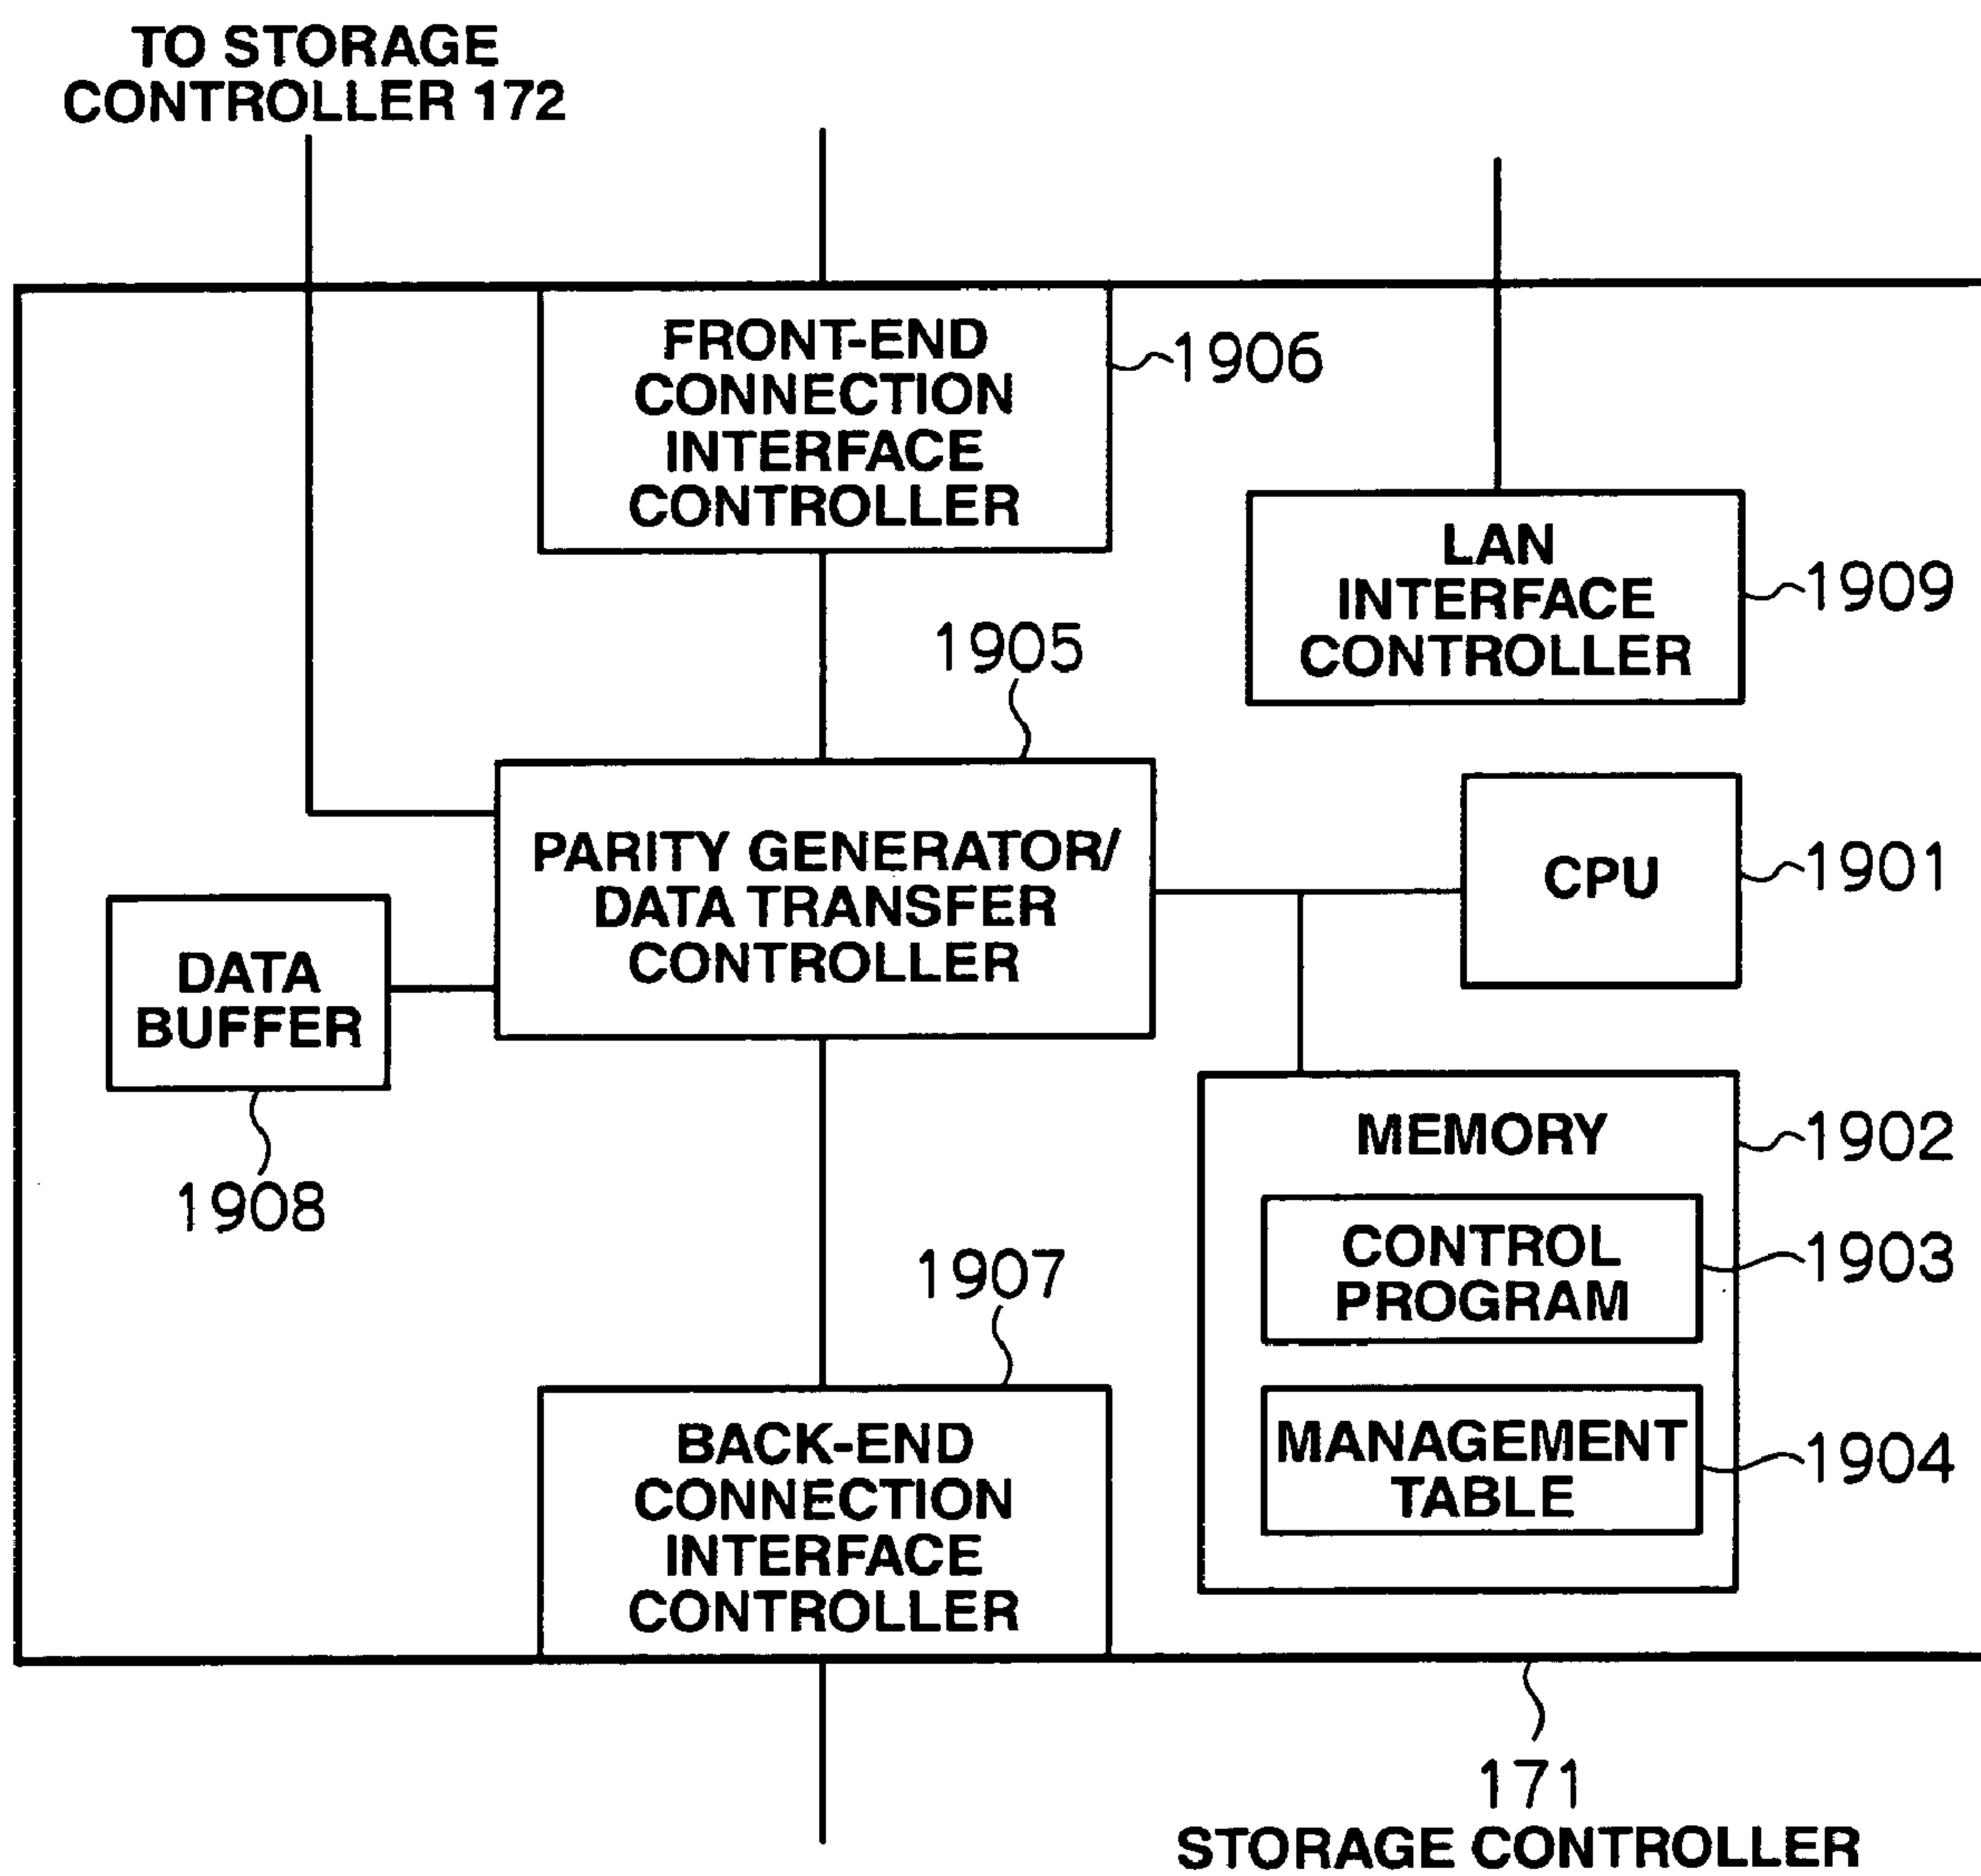 TO STORAGE
CONTROLLER 172
FRONT-END
CONNECTION
INTERFACE
CONTROLLER
1906
LAN
INTERFACE
CONTROLLER
1909
1905
PARITY GENERATOR/
DATA TRANSFER
CONTROLLER
CPU
1901
DATA
BUFFER
1908
MEMORY
1902
CONTROL
PROGRAM
1903
MANAGEMENT
TABLE
1904
1907
BACK-END
CONNECTION
INTERFACE
CONTROLLER
171
STORAGE CONTROLLER